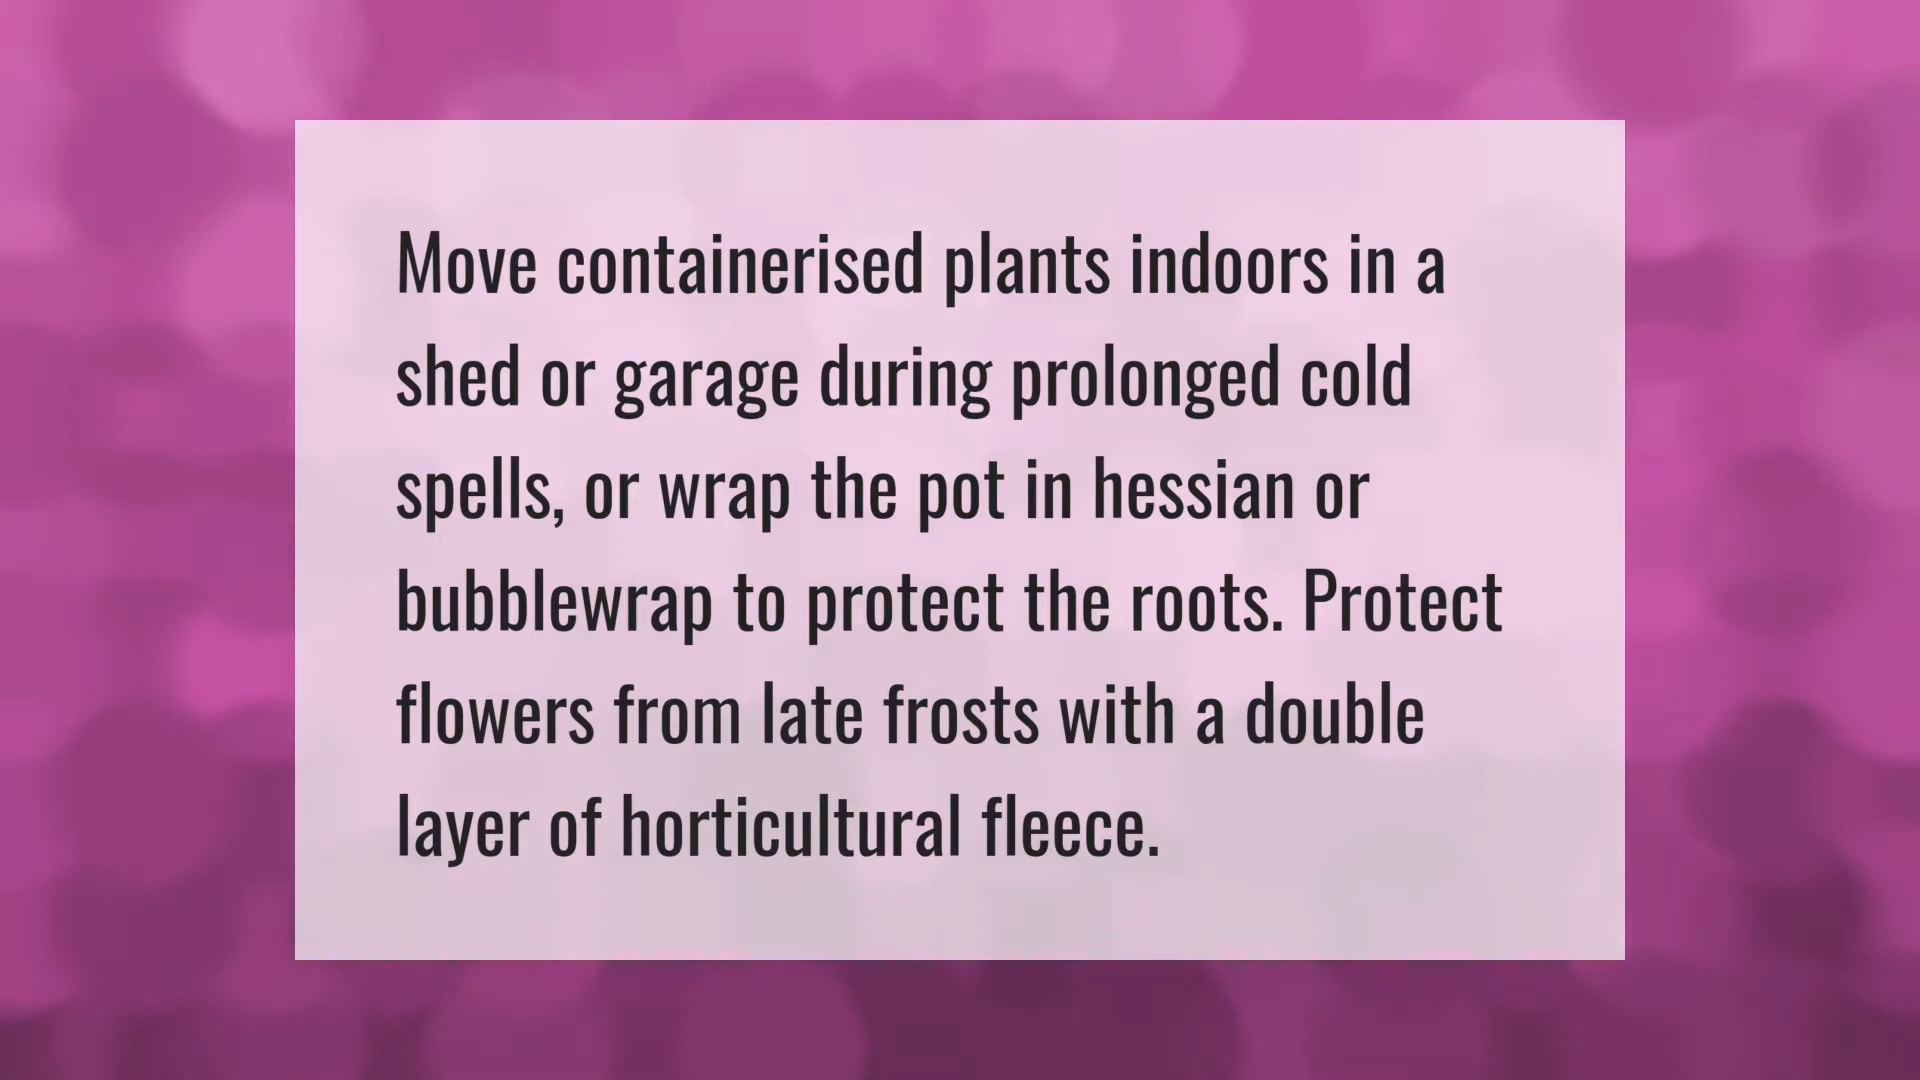 Move containerised plants indoors in a
shed or garage during prolonged cold
spells, or wrap the pot in hessian or
bubblewrap to protect the roots. Protect
flowers from late frosts with a double
layer of horticultural fleece.